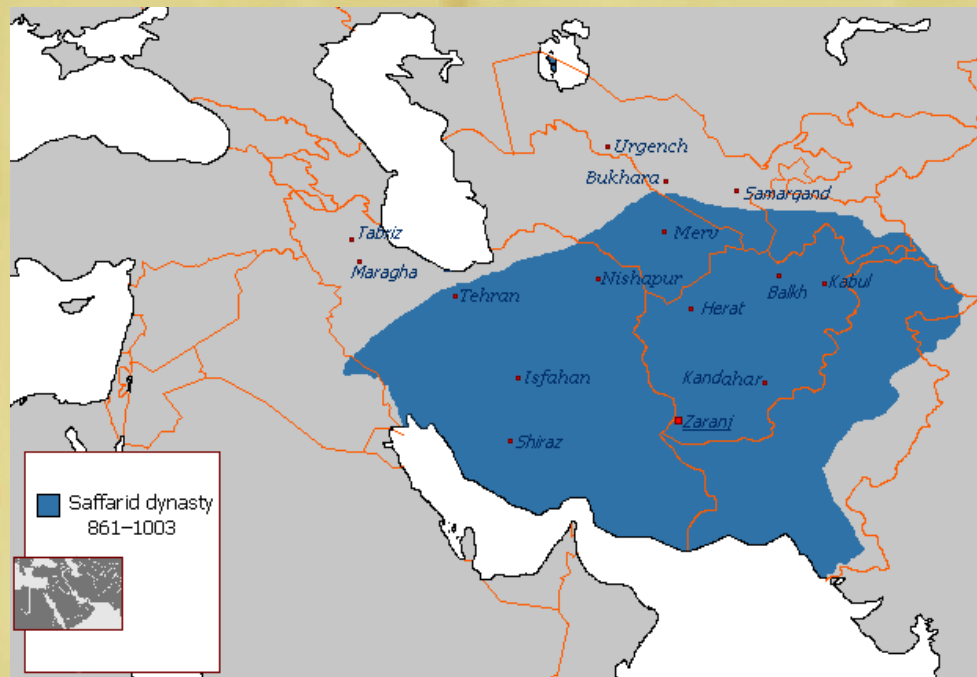 Urgench
Bukhara
Samarqand
Tabriz
Merv
Maragha
Nishapur
Tehran
Balkh
Kabul
Herat
Isfahan
Kandahar
Zaranj
Shiraz
Saffarid dynasty
861–1003